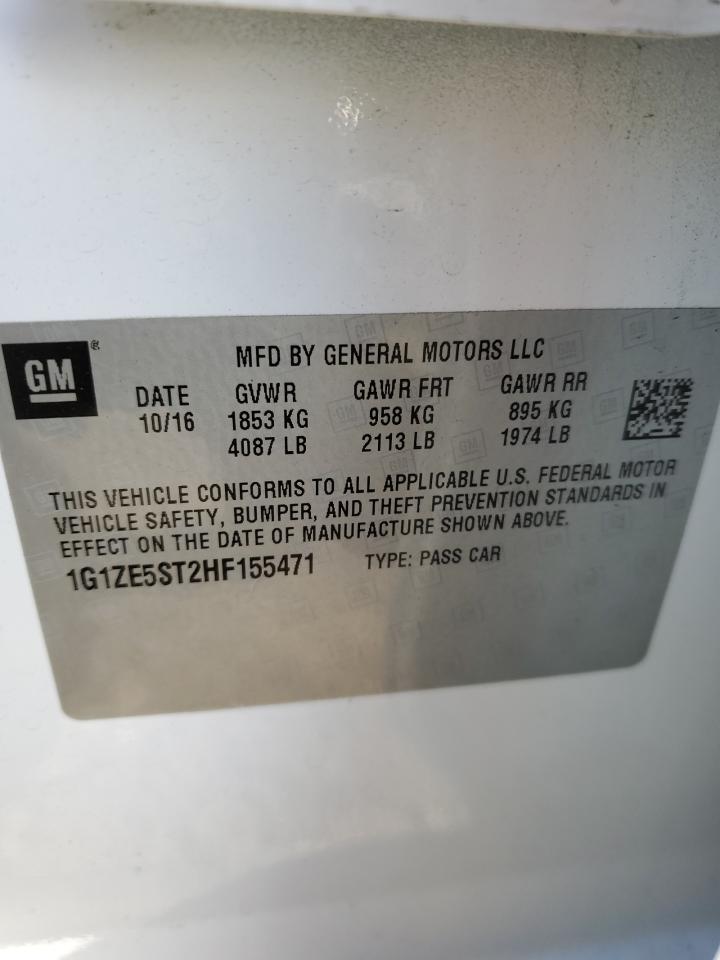 GM
MFD BY GENERAL MOTORS LLC
DATE GVWR GAWR FRT GAWR RR
10/16 1853 KG 958 KG 895 KG
4087 LB 2113 LB 1974 LB
THIS VEHICLE CONFORMS TO ALL APPLICABLE U.S. FEDERAL MOTOR
VEHICLE SAFETY, BUMPER, AND THEFT PREVENTION STANDARDS IN
EFFECT ON THE DATE OF MANUFACTURE SHOWN ABOVE.
1G1ZE5ST2HF155471 TYPE: PASS CAR